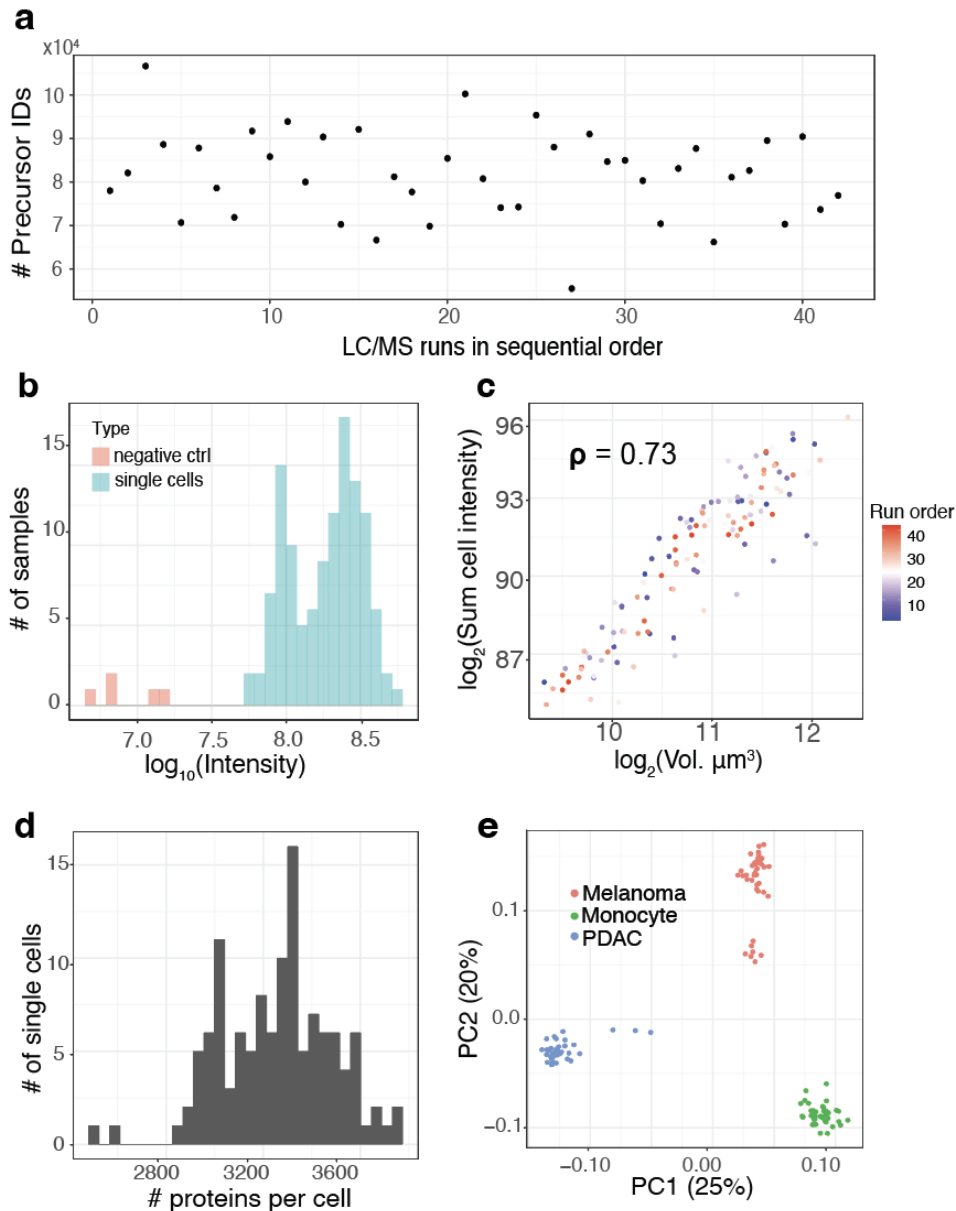 a
x10⁴
# Precursor IDs
10
9
8
7
6
0
10
20
30
40
LC/MS runs in sequential order
b
# of samples
15
10
5
0
Type
negative ctrl
single cells
7.0
7.5
8.0
8.5
log₁₀(Intensity)
c
log₂(Sum cell intensity)
96
93
90
87
ρ = 0.73
10
11
12
log₂(Vol. μm³)
Run order
40
30
20
10
d
# of single cells
15
10
5
0
2800
3200
3600
# proteins per cell
e
PC2 (20%)
0.1
0.0
−0.1
Melanoma
Monocyte
PDAC
−0.10
0.00
0.10
PC1 (25%)